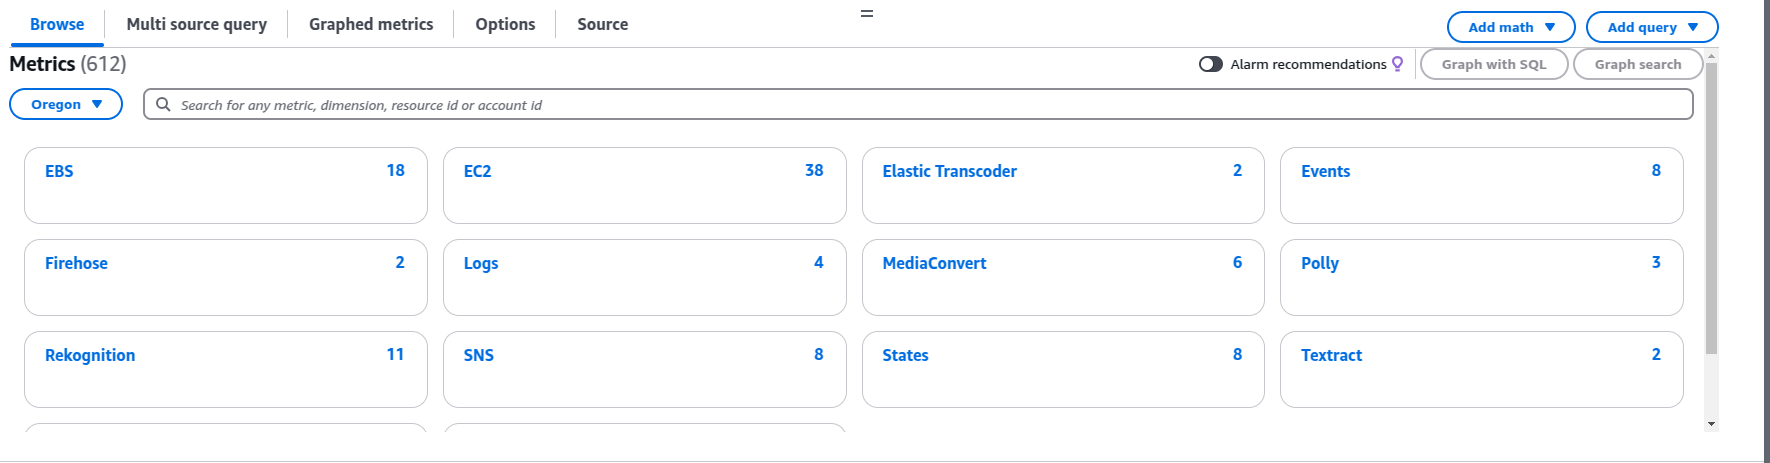 Browse Multi source query Graphed metrics Options Source Add math Add query
Metrics (612) Alarm recommendations Graph with SQL Graph search
Oregon Search for any metric, dimension, resource id or account id
EBS 18 EC2 38 Elastic Transcoder 2 Events 8
Firehose 2 Logs 4 MediaConvert 6 Polly 3
Rekognition 11 SNS 8 States 8 Textract 2